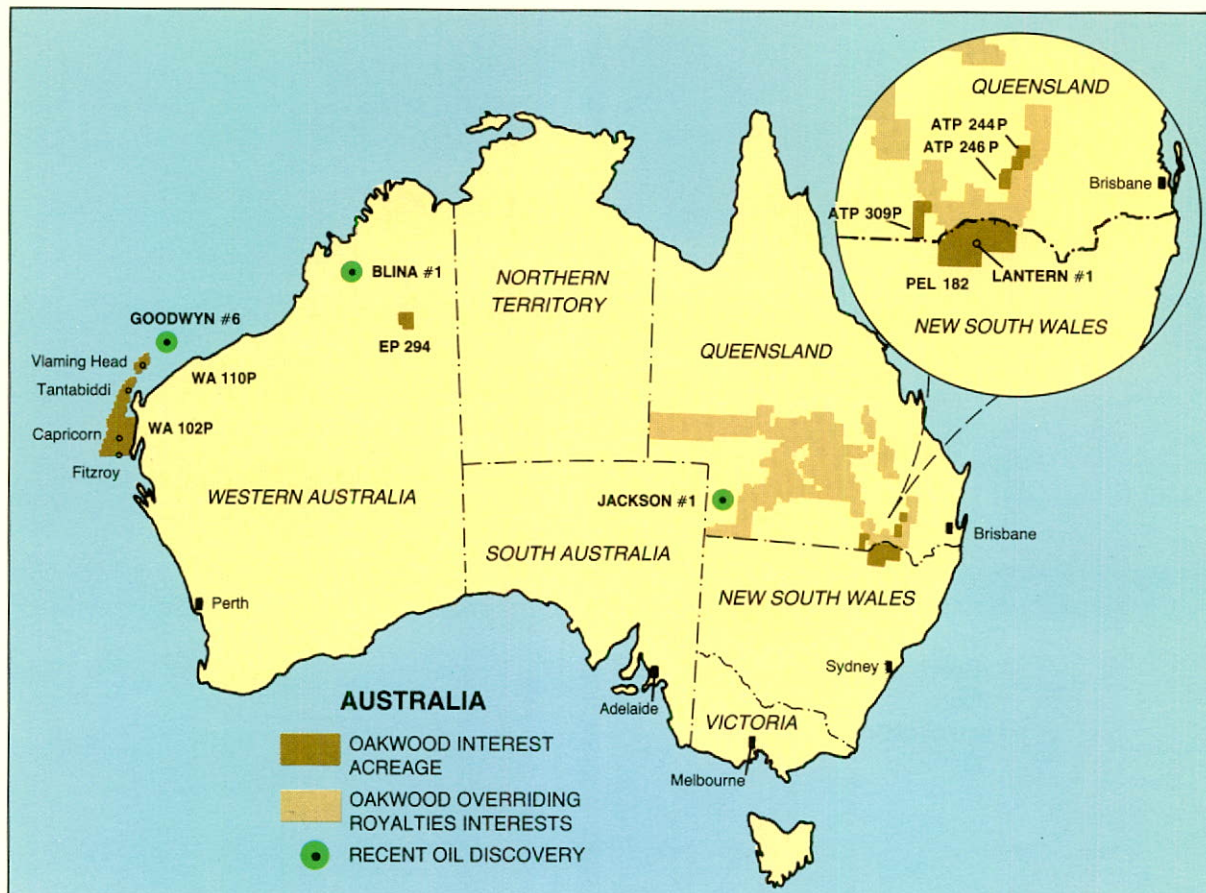 QUEENSLAND
ATP 244P
ATP 246 P
Brisbane
ATP 309P
LANTERN #1
PEL 182
NEW SOUTH WALES
BLINA #1
NORTHERN
TERRITORY
GOODWYN #6
EP 294
Vlaming Head
WA 110P
Tantabiddi
QUEENSLAND
Capricorn
WA 102P
Fitzroy
WESTERN AUSTRALIA
JACKSON #1
Brisbane
SOUTH AUSTRALIA
NEW SOUTH WALES
Perth
Sydney
Adelaide
VICTORIA
Melbourne
AUSTRALIA
OAKWOOD INTEREST
ACREAGE
OAKWOOD OVERRIDING
ROYALTIES INTERESTS
RECENT OIL DISCOVERY